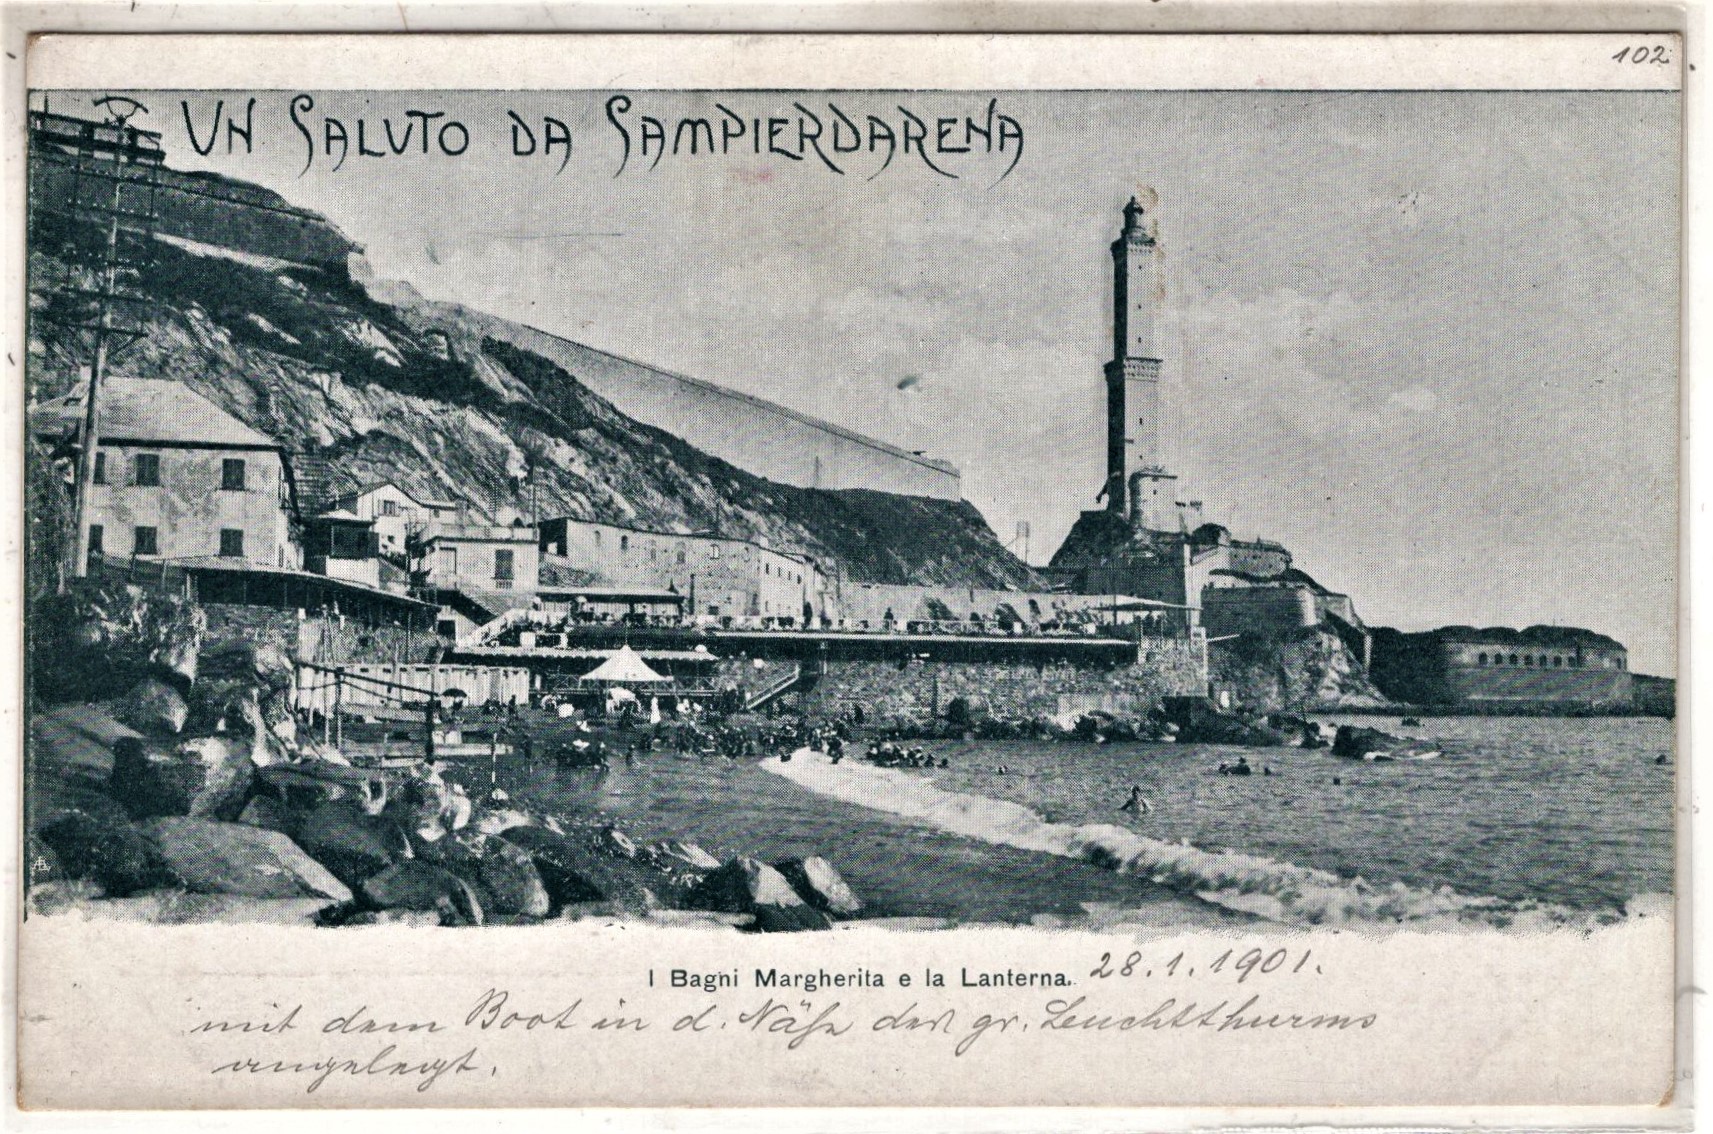 102
UN SALUTO DA SAMPIERDARENA
I Bagni Margherita e la Lanterna. 28.1.1901.
mit dem Boot in d. Nähe des gr. Leuchtthurms
angelegt.